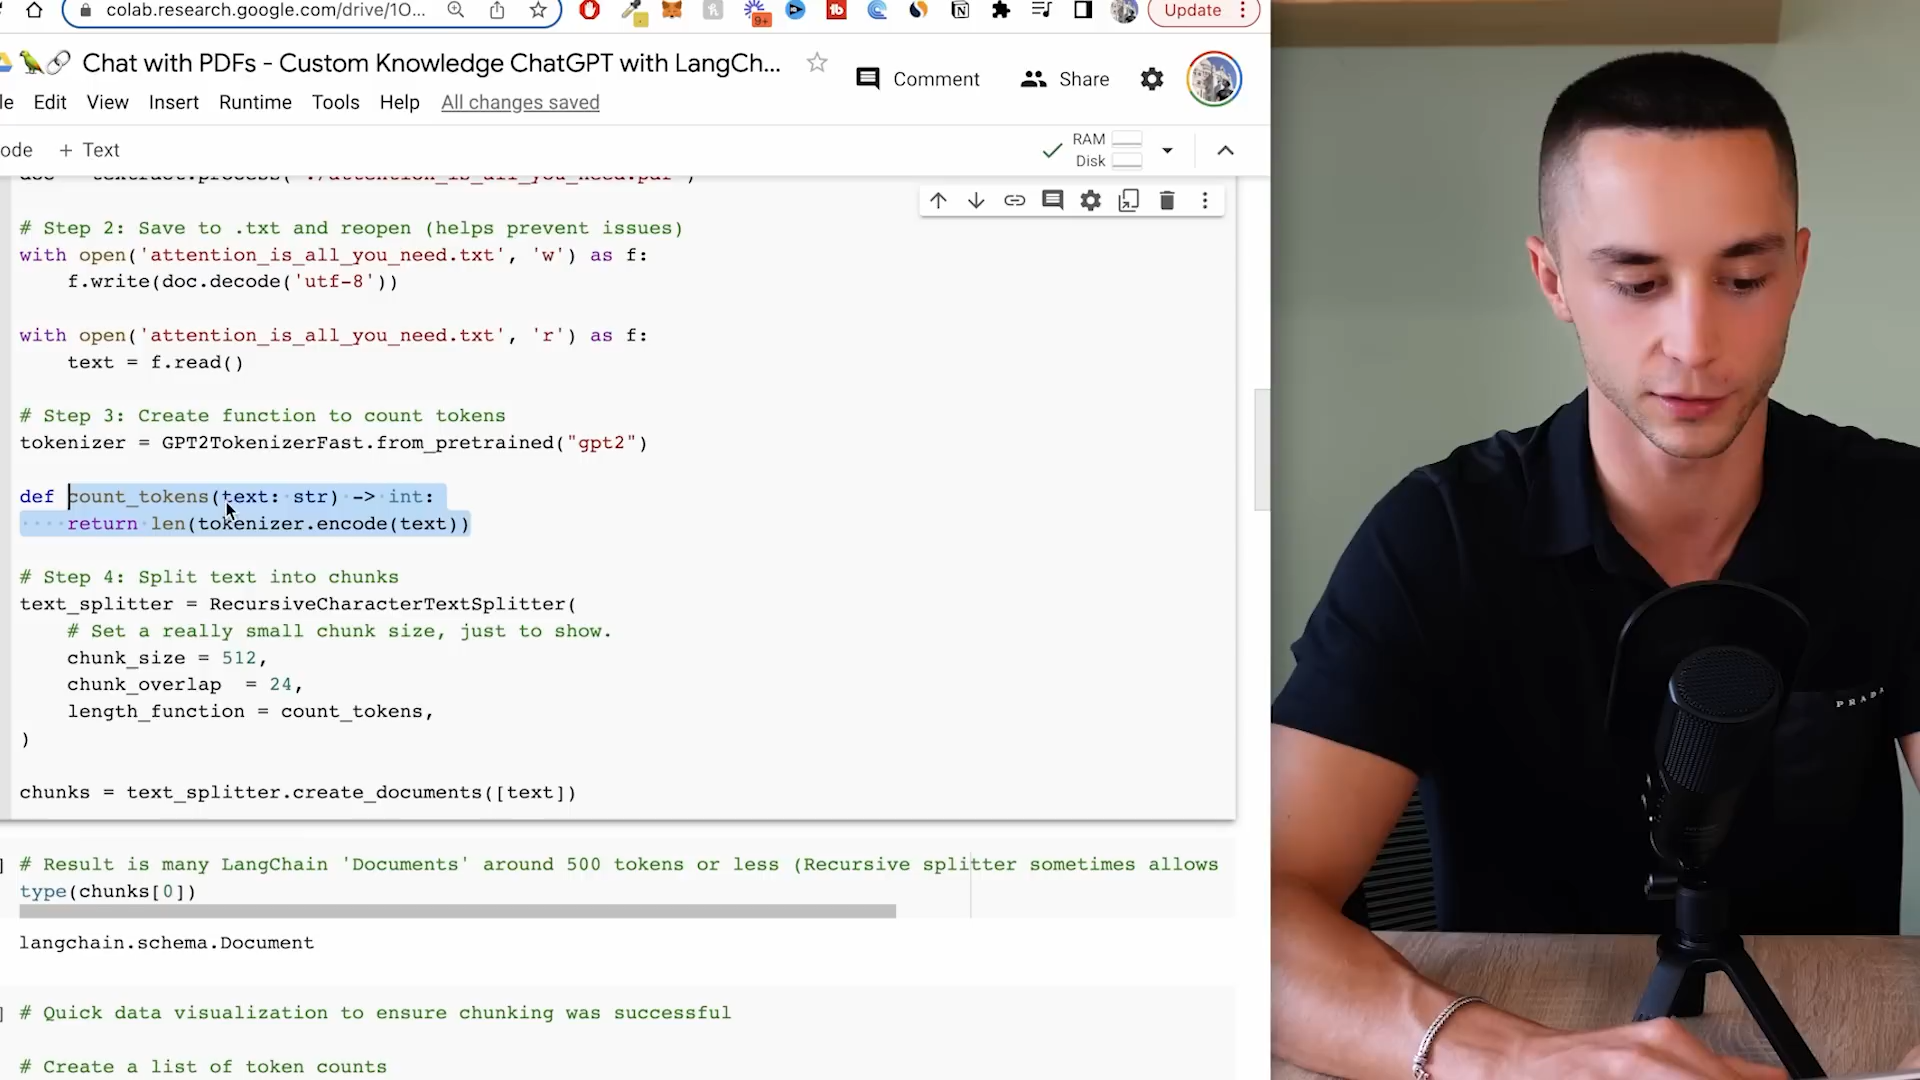 colab.research.google.com/drive/1O...
9+
Update
Chat with PDFs - Custom Knowledge ChatGPT with LangCh...
Comment
Share
le Edit View Insert Runtime Tools Help All changes saved
ode + Text
RAM
Disk
doc = textract.process("./attention_is_all_you_need.pdf")
# Step 2: Save to .txt and reopen (helps prevent issues)
with open('attention_is_all_you_need.txt', 'w') as f:
    f.write(doc.decode('utf-8'))
with open('attention_is_all_you_need.txt', 'r') as f:
    text = f.read()
# Step 3: Create function to count tokens
tokenizer = GPT2TokenizerFast.from_pretrained("gpt2")
def count_tokens(text: str) -> int:
    return len(tokenizer.encode(text))
# Step 4: Split text into chunks
text_splitter = RecursiveCharacterTextSplitter(
    # Set a really small chunk size, just to show.
    chunk_size = 512,
    chunk_overlap  = 24,
    length_function = count_tokens,
)
chunks = text_splitter.create_documents([text])
] # Result is many LangChain 'Documents' around 500 tokens or less (Recursive splitter sometimes allows
type(chunks[0])
langchain.schema.Document
] # Quick data visualization to ensure chunking was successful
# Create a list of token counts
PRADA